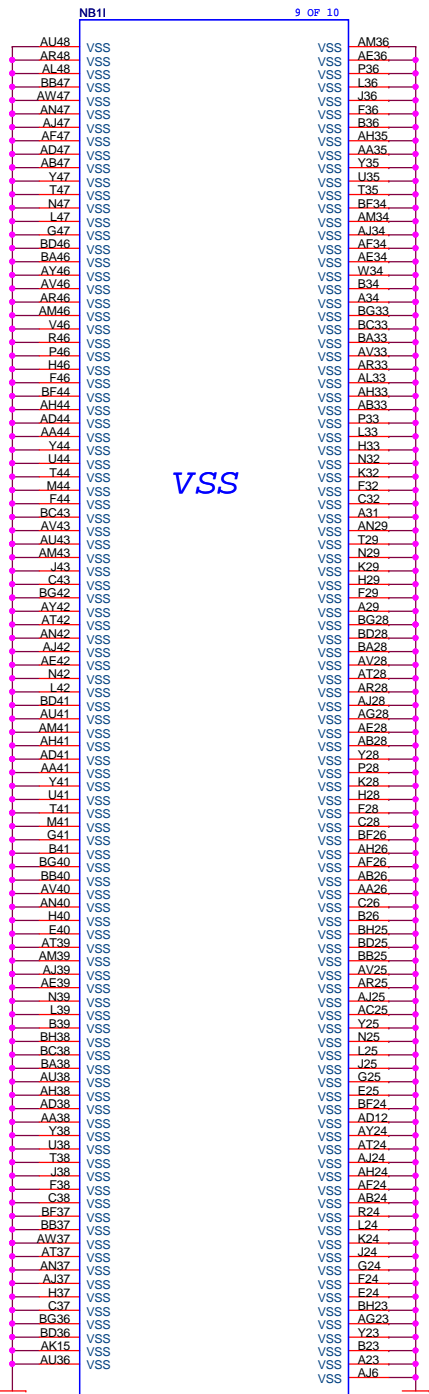 NB1I 9 OF 10
AU48 VSS VSS AM36
AR48 VSS VSS AE36
AL48 VSS VSS P36
BB47 VSS VSS L36
AW47 VSS VSS J36
AN47 VSS VSS F36
AJ47 VSS VSS B36
AF47 VSS VSS AH35
AD47 VSS VSS AA35
AB47 VSS VSS Y35
Y47 VSS VSS U35
T47 VSS VSS T35
N47 VSS VSS BF34
L47 VSS VSS AM34
G47 VSS VSS AJ34
BD46 VSS VSS AF34
BA46 VSS VSS AE34
AY46 VSS VSS W34
AV46 VSS VSS B34
AR46 VSS VSS A34
AM46 VSS VSS BG33
V46 VSS VSS BC33
R46 VSS VSS BA33
P46 VSS VSS AV33
H46 VSS VSS AR33
F46 VSS VSS AL33
BF44 VSS VSS AH33
AH44 VSS VSS AB33
AD44 VSS VSS P33
AA44 VSS VSS L33
Y44 VSS VSS H33
U44 VSS VSS N32
T44 VSS VSS K32
M44 VSS VSS F32
F44 VSS VSS C32
BC43 VSS VSS A31
AV43 VSS VSS AN29
AU43 VSS VSS T29
AM43 VSS VSS N29
J43 VSS VSS K29
C43 VSS VSS H29
BG42 VSS VSS F29
AY42 VSS VSS A29
AT42 VSS VSS BG28
AN42 VSS VSS BD28
AJ42 VSS VSS BA28
AE42 VSS VSS AV28
N42 VSS VSS AT28
L42 VSS VSS AR28
BD41 VSS VSS AJ28
AU41 VSS VSS AG28
AM41 VSS VSS AE28
AH41 VSS VSS AB28
AD41 VSS VSS Y28
AA41 VSS VSS P28
Y41 VSS VSS K28
U41 VSS VSS H28
T41 VSS VSS F28
M41 VSS VSS C28
G41 VSS VSS BF26
B41 VSS VSS AH26
BG40 VSS VSS AF26
BB40 VSS VSS AB26
AV40 VSS VSS AA26
AN40 VSS VSS C26
H40 VSS VSS B26
E40 VSS VSS BH25
AT39 VSS VSS BD25
AM39 VSS VSS BB25
AJ39 VSS VSS AV25
AE39 VSS VSS AR25
N39 VSS VSS AJ25
L39 VSS VSS AC25
B39 VSS VSS Y25
BH38 VSS VSS N25
BC38 VSS VSS L25
BA38 VSS VSS J25
AU38 VSS VSS G25
AH38 VSS VSS E25
AD38 VSS VSS BF24
AA38 VSS VSS AD12
Y38 VSS VSS AY24
U38 VSS VSS AT24
T38 VSS VSS AJ24
J38 VSS VSS AH24
F38 VSS VSS AF24
C38 VSS VSS AB24
BF37 VSS VSS R24
BB37 VSS VSS L24
AW37 VSS VSS K24
AT37 VSS VSS J24
AN37 VSS VSS G24
AJ37 VSS VSS F24
H37 VSS VSS E24
C37 VSS VSS BH23
BG36 VSS VSS AG23
BD36 VSS VSS Y23
AK15 VSS VSS B23
AU36 VSS VSS A23
VSS AJ6
VSS